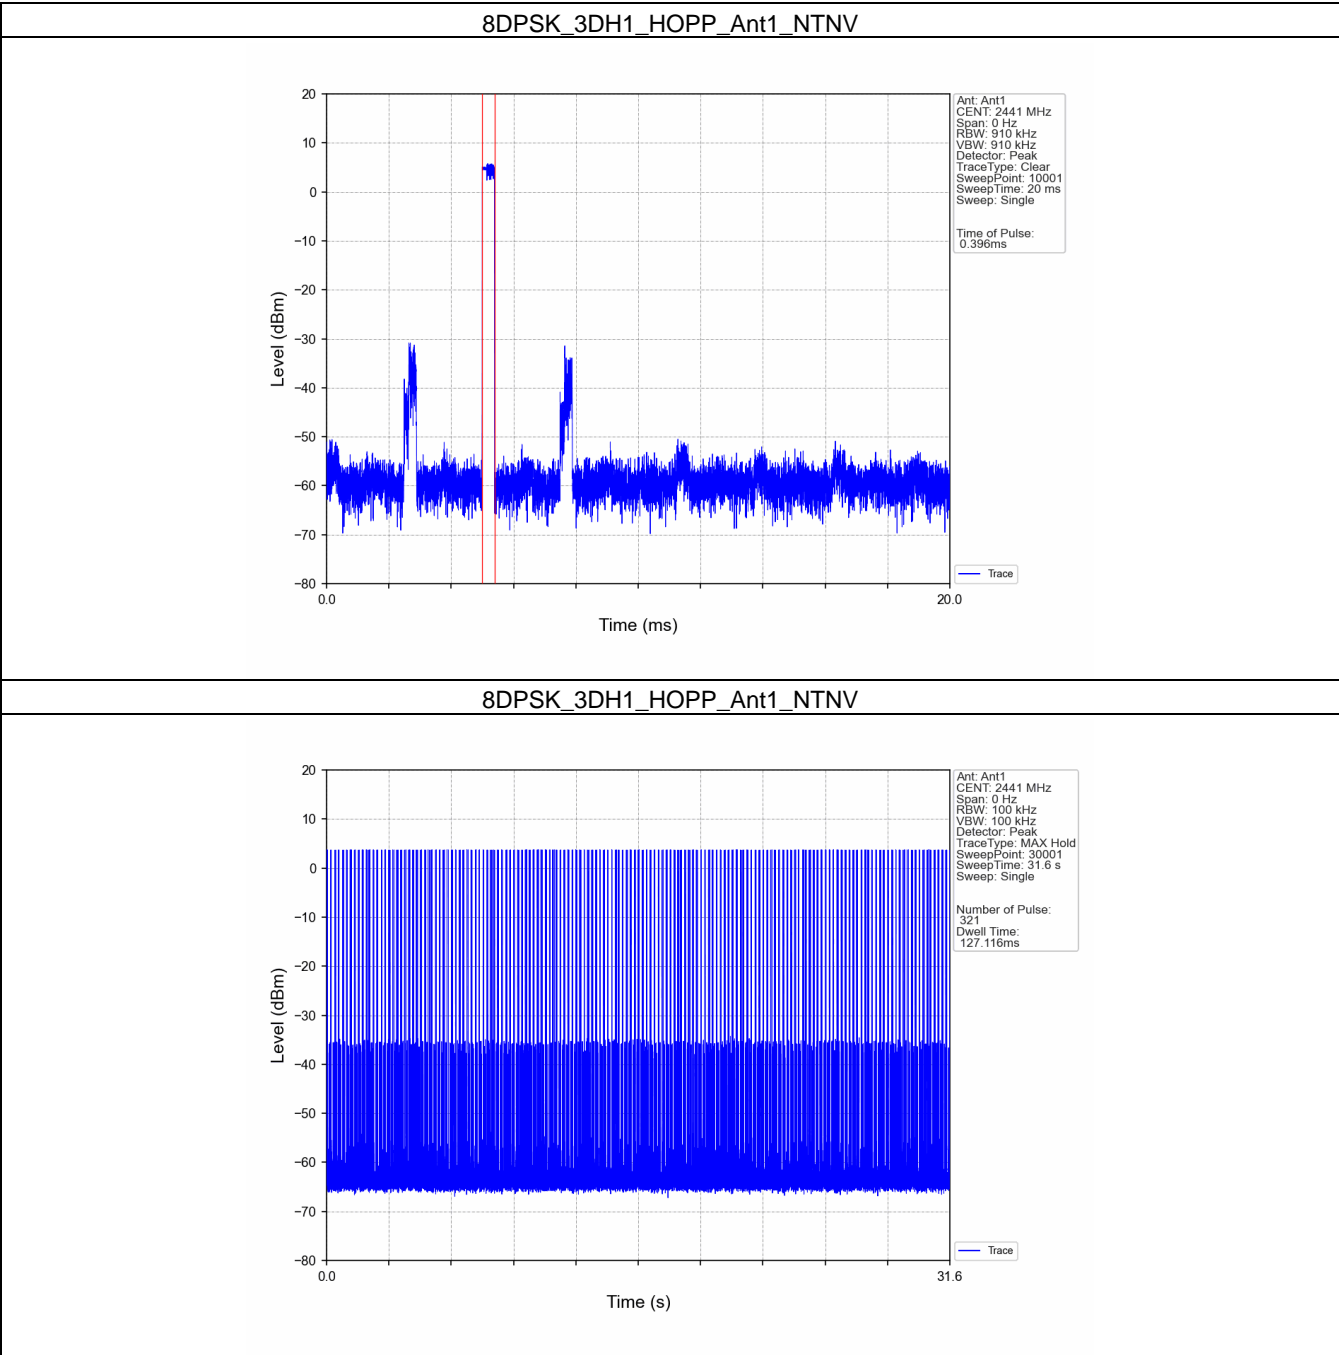 8DPSK_3DH1_HOPP_Ant1_NTNV
20
10
0
−10
−20
−30
−40
−50
−60
−70
−80
Level (dBm)
0.0
20.0
Time (ms)
Ant: Ant1
CENT: 2441 MHz
Span: 0 Hz
RBW: 910 kHz
VBW: 910 kHz
Detector: Peak
TraceType: Clear
SweepPoint: 10001
SweepTime: 20 ms
Sweep: Single
Time of Pulse:
0.396ms
Trace
8DPSK_3DH1_HOPP_Ant1_NTNV
20
10
0
−10
−20
−30
−40
−50
−60
−70
−80
Level (dBm)
0.0
31.6
Time (s)
Ant: Ant1
CENT: 2441 MHz
Span: 0 Hz
RBW: 100 kHz
VBW: 100 kHz
Detector: Peak
TraceType: MAX Hold
SweepPoint: 30001
SweepTime: 31.6 s
Sweep: Single
Number of Pulse:
321
Dwell Time:
127.116ms
Trace